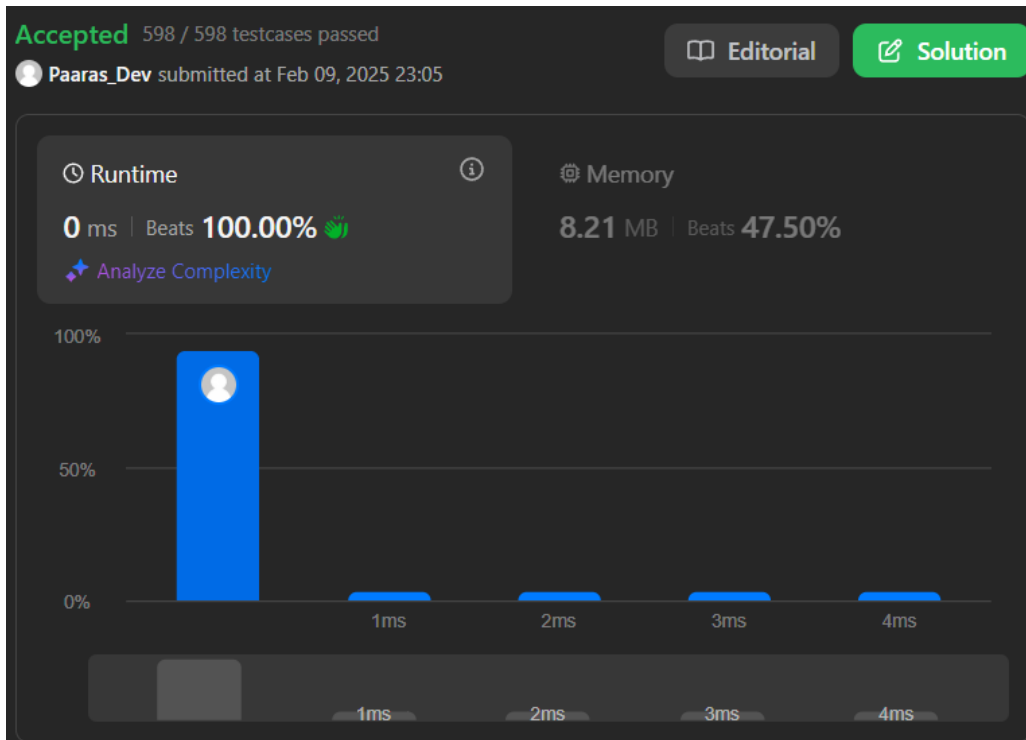 Accepted 598 / 598 testcases passed
Editorial
Solution
Paaras_Dev submitted at Feb 09, 2025 23:05
Runtime
0 ms | Beats 100.00%
Analyze Complexity
Memory
8.21 MB | Beats 47.50%
100%
50%
0%
1ms 2ms 3ms 4ms
1ms 2ms 3ms 4ms